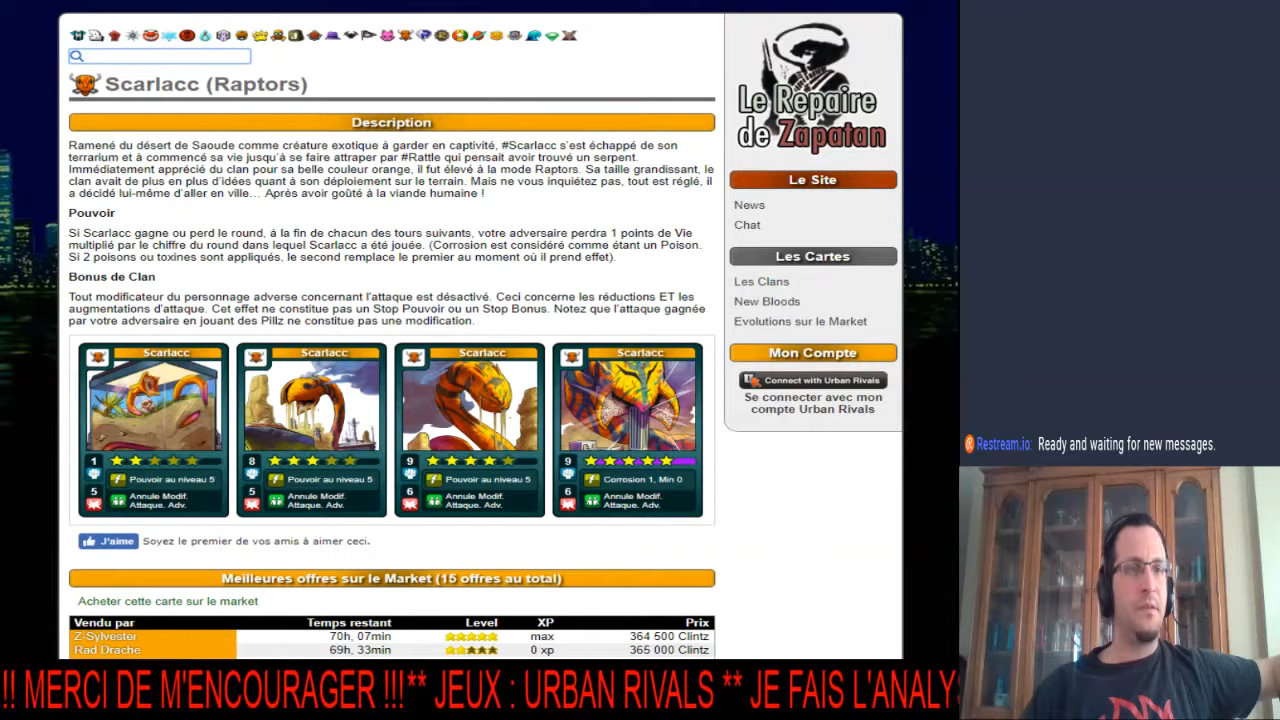 Scarlacc (Raptors)
Description
Ramené du désert de Saoude comme créature exotique à garder en captivité, #Scarlacc s'est échappé de son
terrarium et à commencé sa vie jusqu'à se faire attraper par #Rattle qui pensait avoir trouvé un serpent.
Immédiatement apprécié du clan pour sa belle couleur orange, il fut élevé à la mode Raptors. Sa taille grandissant, le
clan avait de plus en plus d'idées quant à son déploiement sur le terrain. Mais ne vous inquiétez pas, tout est réglé, il
a décidé lui-même d'aller en ville… Après avoir goûté à la viande humaine !
Pouvoir
Si Scarlacc gagne ou perd le round, à la fin de chacun des tours suivants, votre adversaire perdra 1 points de Vie
multiplié par le chiffre du round dans lequel Scarlacc a été jouée. (Corrosion est considéré comme étant un Poison.
Si 2 poisons ou toxines sont appliqués, le second remplace le premier au moment où il prend effet).
Bonus de Clan
Tout modificateur du personnage adverse concernant l'attaque est désactivé. Ceci concerne les réductions ET les
augmentations d'attaque. Cet effet ne constitue pas un Stop Pouvoir ou un Stop Bonus. Notez que l'attaque gagnée
par votre adversaire en jouant des Pillz ne constitue pas une modification.
Scarlacc Scarlacc Scarlacc Scarlacc
1 8 9 9
Pouvoir au niveau 5 Pouvoir au niveau 5 Pouvoir au niveau 5 Corrosion 1, Min 0
5 5 6 6
Annule Modif. Annule Modif. Annule Modif. Annule Modif.
Attaque. Adv. Attaque. Adv. Attaque. Adv. Attaque. Adv.
J'aime Soyez le premier de vos amis à aimer ceci.
Meilleures offres sur le Market (15 offres au total)
Acheter cette carte sur le market
Vendu par Temps restant Level XP Prix
Z-Sylvester 70h, 07min max 364 500 Clintz
Rad Drache 69h, 33min 0 xp 365 000 Clintz
Le Repaire
de Zapatan
Le Site
News
Chat
Les Cartes
Les Clans
New Bloods
Evolutions sur le Market
Mon Compte
Connect with Urban Rivals
Se connecter avec mon
compte Urban Rivals
Restream.io: Ready and waiting for new messages.
!! MERCI DE M'ENCOURAGER !!!** JEUX : URBAN RIVALS ** JE FAIS L'ANALY